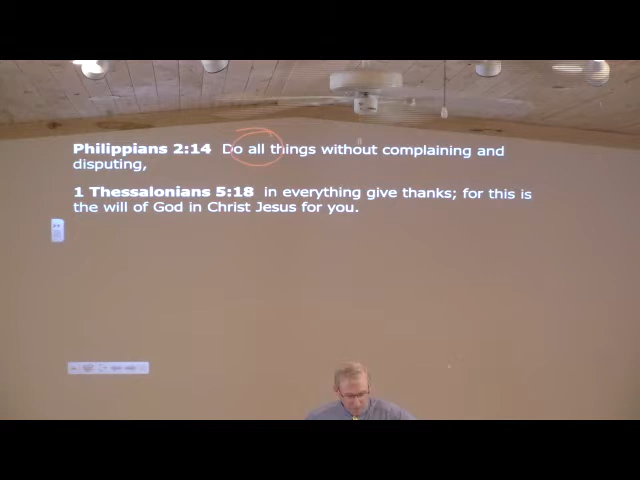 Philippians 2:14 Do all things without complaining and
disputing,
1 Thessalonians 5:18 in everything give thanks; for this is
the will of God in Christ Jesus for you.